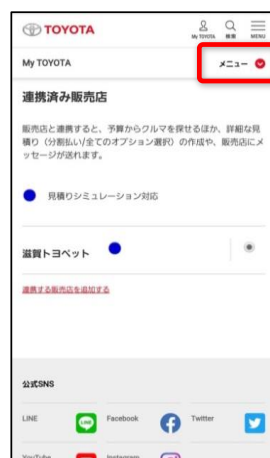 TOYOTA
My TOYOTA 検索 MENU
My TOYOTA メニュー
連携済み販売店
販売店と連携すると、予算からクルマを探せるほか、詳細な見
積り（分割払い/全てのオプション選択）の作成や、販売店にメ
ッセージが送れます。
見積りシミュレーション対応
滋賀トヨペット
連携する販売店を追加する
公式SNS
LINE LINE Facebook Twitter
YouTube Instagram